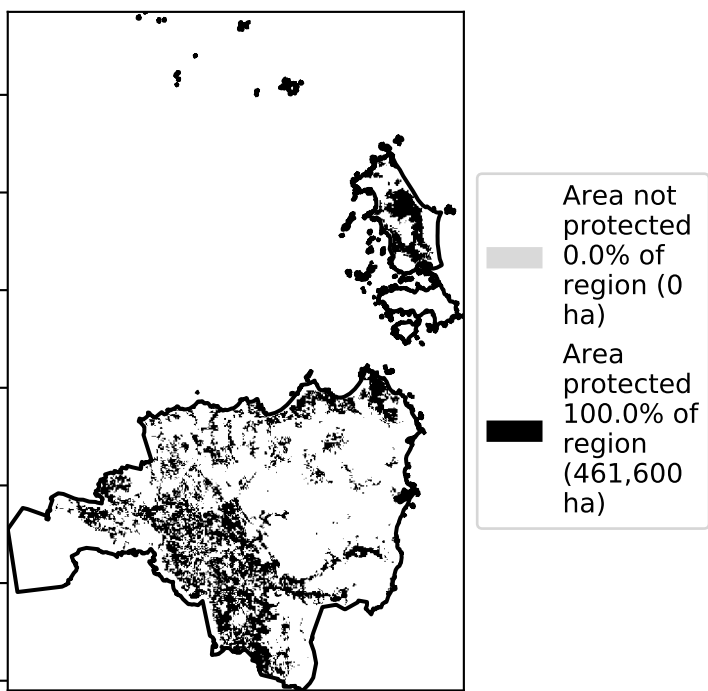 Area not
protected
0.0% of
region (0
ha)
Area
protected
100.0% of
region
(461,600
ha)